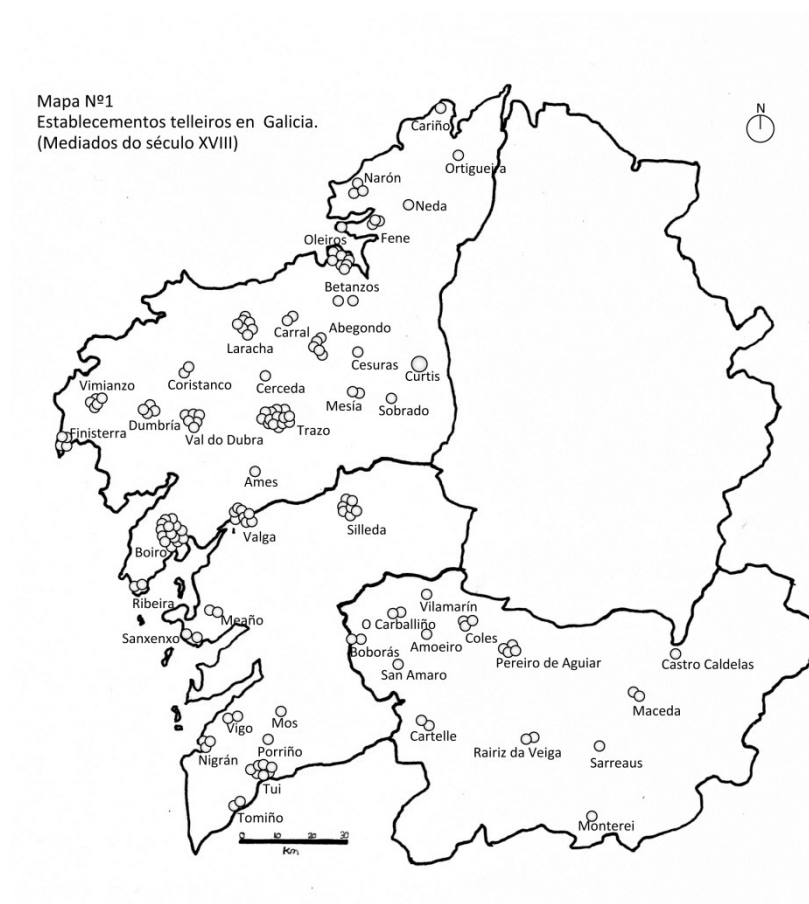 Mapa Nº1
Establecementos telleiros en Galicia.
(Mediados do século XVIII)
N
Cariño
Ortigueira
Narón
Neda
Fene
Oleiros
Betanzos
Abegondo
Carral
Laracha
Cesuras
Curtis
Coristanco
Cerceda
Vimianzo
Mesía
Sobrado
Dumbría
Trazo
Val do Dubra
Finisterra
Ames
Silleda
Valga
Boiro
Ribeira
Meaño
Sanxenxo
Vilamarín
O Carballiño
Coles
Boborás
Amoeiro
Pereiro de Aguiar
Castro Caldelas
San Amaro
Maceda
Mos
Vigo
Cartelle
Porriño
Rairiz da Veiga
Nigrán
Sarreaus
Tui
Tomiño
Monterei
0 10 20 30
Km